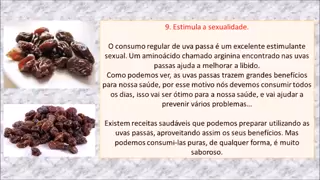 9. Estimula a sexualidade.
O consumo regular de uva passa é um excelente estimulante
sexual. Um aminoácido chamado arginina encontrado nas uvas
passas ajuda a melhorar a libido.
Como podemos ver, as uvas passas trazem grandes benefícios
para nossa saúde, por esse motivo nós devemos consumir todos
os dias, isso vai ser ótimo para a nossa saúde, e vai ajudar a
prevenir vários problemas...
Existem receitas saudáveis que podemos preparar utilizando as
uvas passas, aproveitando assim os seus benefícios. Mas
podemos consumi-las puras, de qualquer forma, é muito
saboroso.